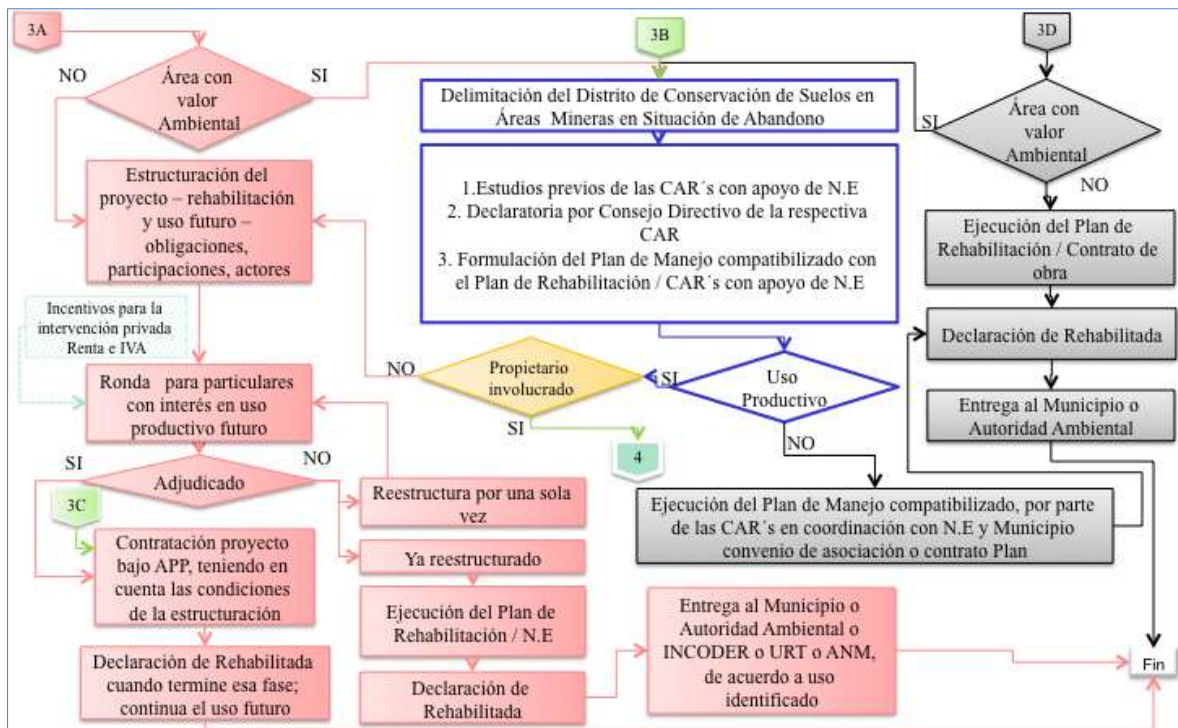 3A
3B
3D
NO
Área con
valor
Ambiental
SI
Delimitación del Distrito de Conservación de Suelos en
Áreas Mineras en Situación de Abandono
SI
Área con
valor
Ambiental
NO
Estructuración del
proyecto – rehabilitación
y uso futuro –
obligaciones,
participaciones, actores
1.Estudios previos de las CAR´s con apoyo de N.E
2. Declaratoria por Consejo Directivo de la respectiva
CAR
3. Formulación del Plan de Manejo compatibilizado con
el Plan de Rehabilitación / CAR´s con apoyo de N.E
Ejecución del Plan de
Rehabilitación / Contrato de
obra
Incentivos para la
intervención privada
Renta e IVA
Declaración de Rehabilitada
NO
Propietario
involucrado
SI
SI
Uso
Productivo
NO
Ronda para particulares
con interés en uso
productivo futuro
Entrega al Municipio o
Autoridad Ambiental
4
SI
Adjudicado
NO
3C
Reestructura por una sola
vez
Ejecución del Plan de Manejo compatibilizado, por parte
de las CAR´s en coordinación con N.E y Municipio
convenio de asociación o contrato Plan
Contratación proyecto
bajo APP, teniendo en
cuenta las condiciones
de la estructuración
Ya reestructurado
Ejecución del Plan de
Rehabilitación / N.E
Entrega al Municipio o
Autoridad Ambiental o
INCODER o URT o ANM,
de acuerdo a uso
identificado
Fin
Declaración de Rehabilitada
cuando termine esa fase;
continua el uso futuro
Declaración de
Rehabilitada